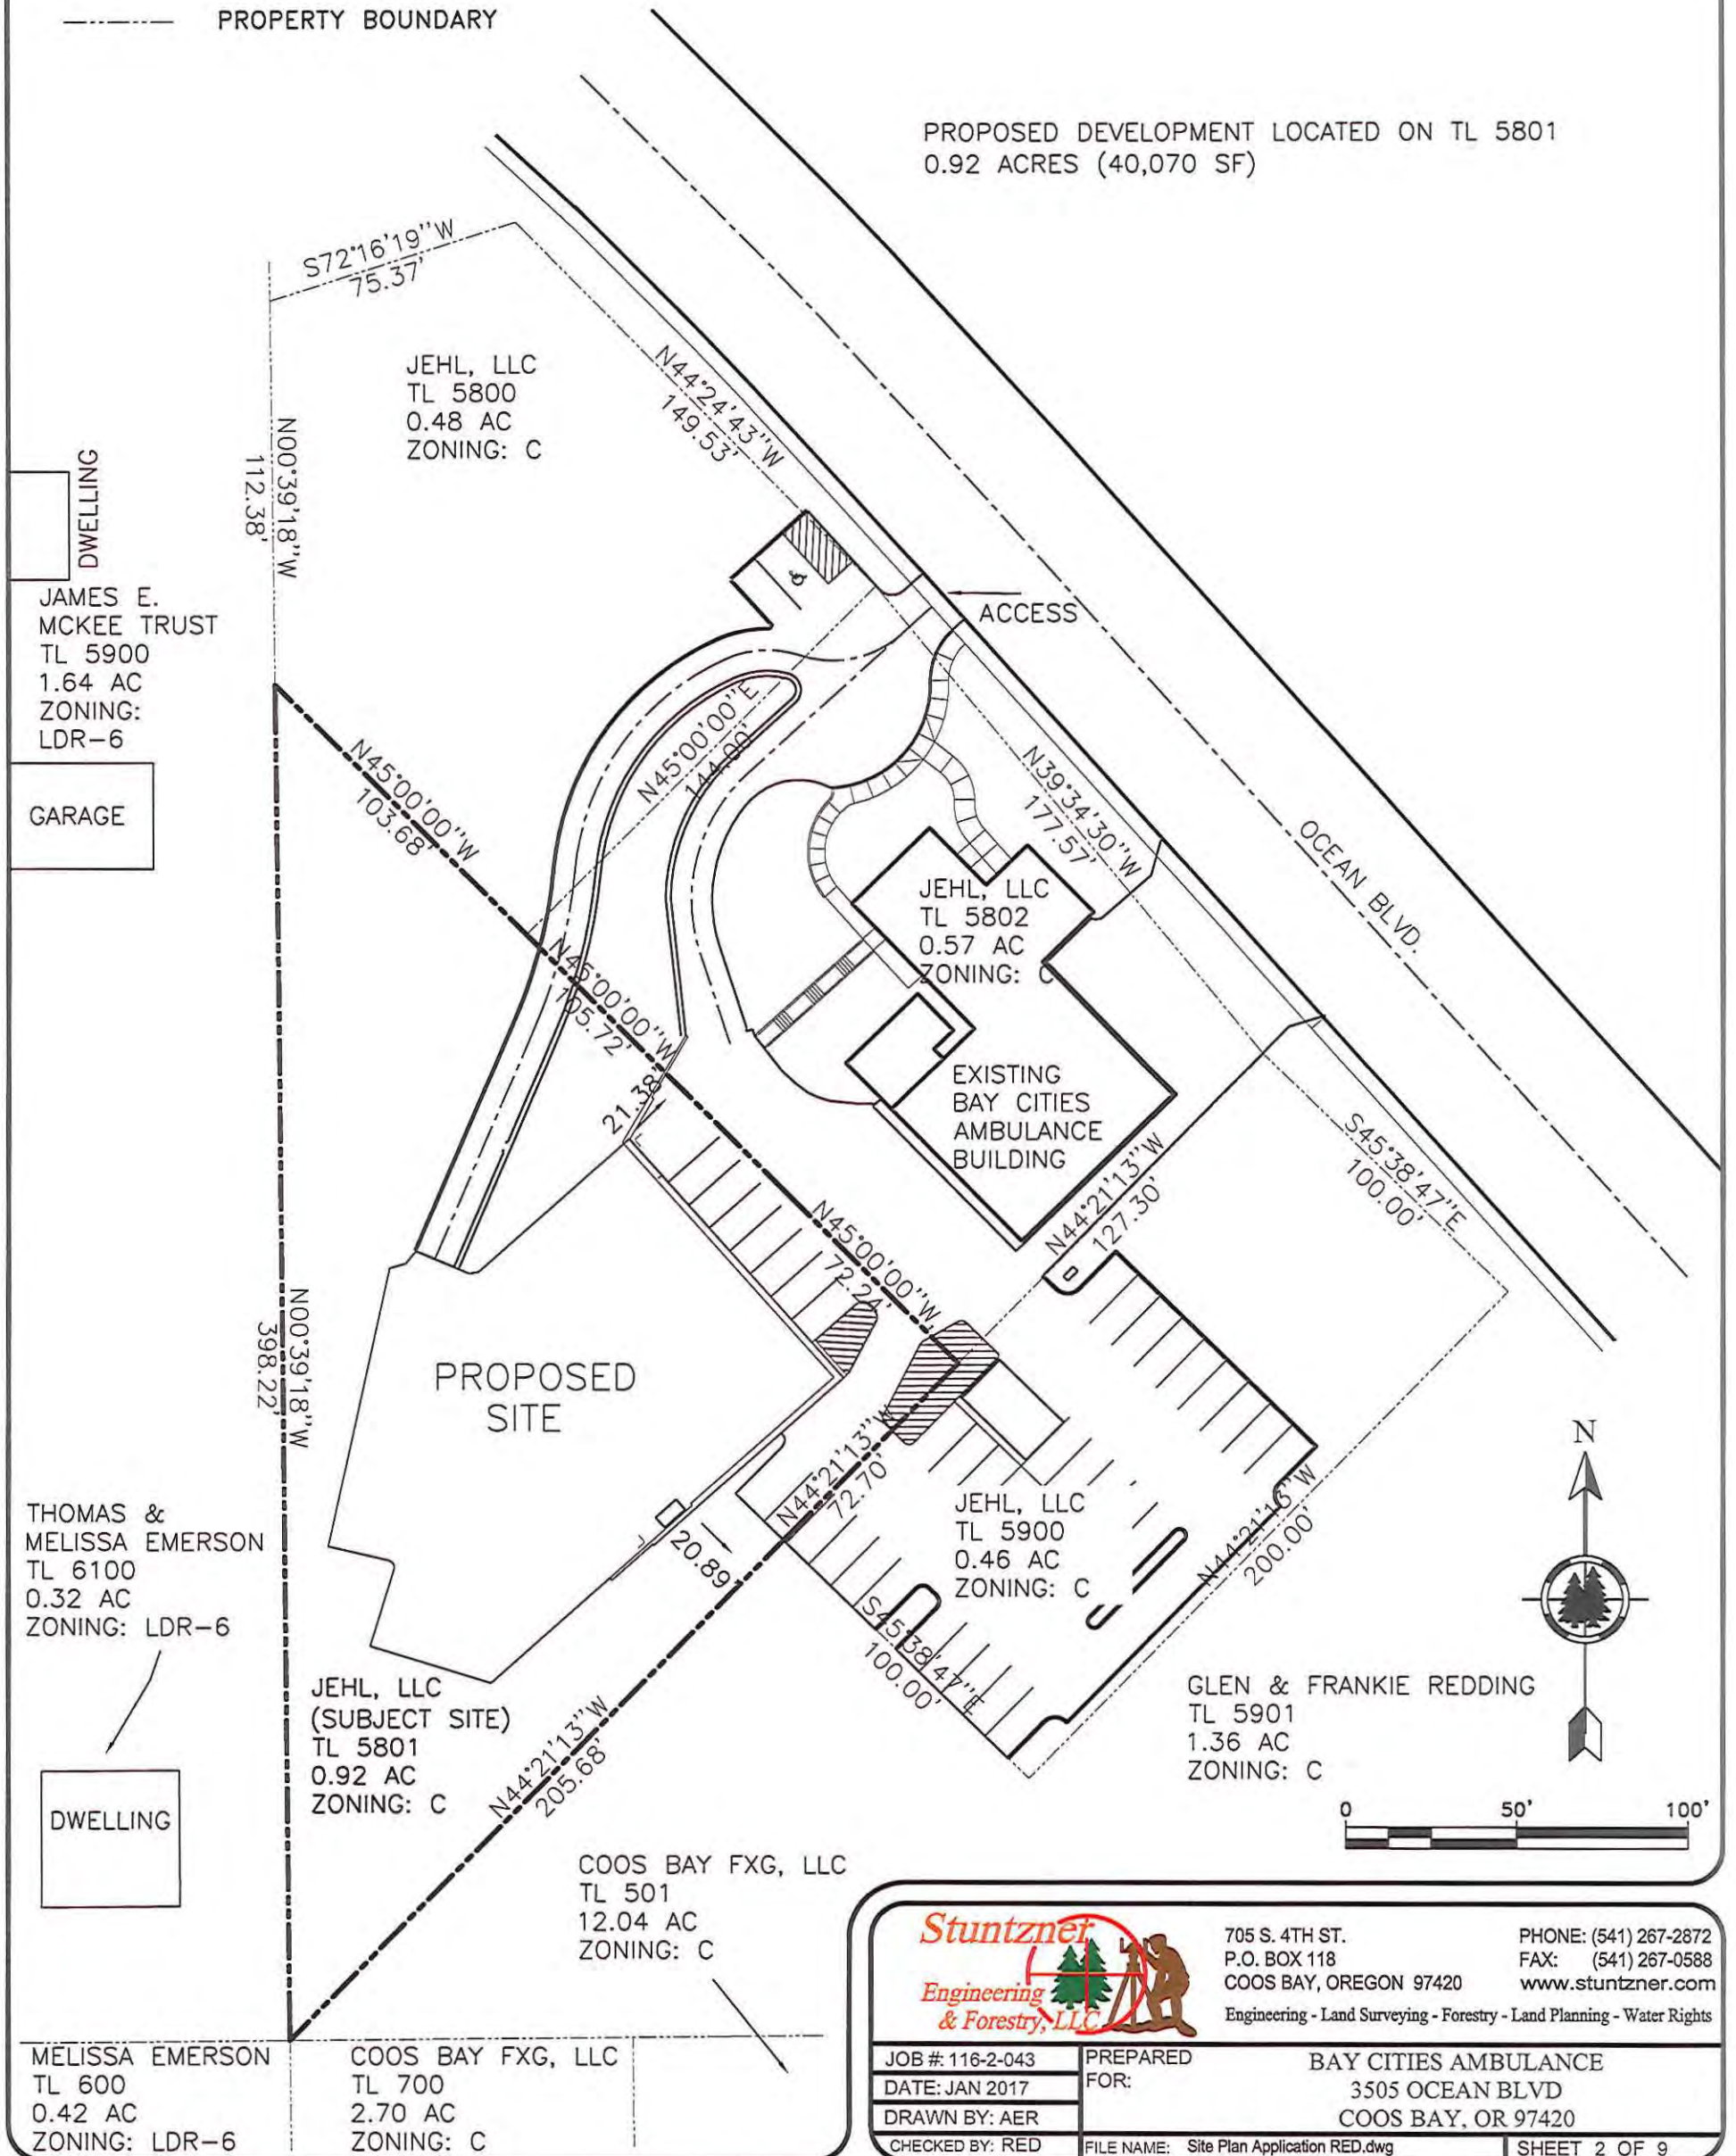 PROPERTY BOUNDARY
PROPOSED DEVELOPMENT LOCATED ON TL 5801
0.92 ACRES (40,070 SF)
S72°16'19"W
75.37'
JEHL, LLC
TL 5800
0.48 AC
ZONING: C
N44°24'43"W
149.53'
N00°39'18"W
112.38'
DWELLING
JAMES E.
MCKEE TRUST
TL 5900
1.64 AC
ZONING:
LDR-6
GARAGE
ACCESS
N45°00'00"E
144.00'
N45°00'00"W
103.68'
N39°34'30"W
177.57'
OCEAN BLVD.
JEHL, LLC
TL 5802
0.57 AC
ZONING: C
N45°00'00"W
105.72'
21.38'
EXISTING
BAY CITIES
AMBULANCE
BUILDING
N44°21'13"W
127.30'
S45°38'47"E
100.00'
N45°00'00"W
72.24'
N00°39'18"W
398.22'
PROPOSED
SITE
N44°21'13"W
72.70'
20.89'
JEHL, LLC
TL 5900
0.46 AC
ZONING: C
N44°21'13"W
200.00'
S45°38'47"E
100.00'
N
THOMAS &
MELISSA EMERSON
TL 6100
0.32 AC
ZONING: LDR-6
DWELLING
JEHL, LLC
(SUBJECT SITE)
TL 5801
0.92 AC
ZONING: C
N44°21'13"W
205.68'
GLEN & FRANKIE REDDING
TL 5901
1.36 AC
ZONING: C
0 50' 100'
COOS BAY FXG, LLC
TL 501
12.04 AC
ZONING: C
MELISSA EMERSON
TL 600
0.42 AC
ZONING: LDR-6
COOS BAY FXG, LLC
TL 700
2.70 AC
ZONING: C
Stuntzner
Engineering
& Forestry, LLC
705 S. 4TH ST.
P.O. BOX 118
COOS BAY, OREGON 97420
PHONE: (541) 267-2872
FAX: (541) 267-0588
www.stuntzner.com
Engineering - Land Surveying - Forestry - Land Planning - Water Rights
JOB #: 116-2-043
DATE: JAN 2017
DRAWN BY: AER
CHECKED BY: RED
PREPARED
FOR:
BAY CITIES AMBULANCE
3505 OCEAN BLVD
COOS BAY, OR 97420
FILE NAME: Site Plan Application RED.dwg
SHEET 2 OF 9